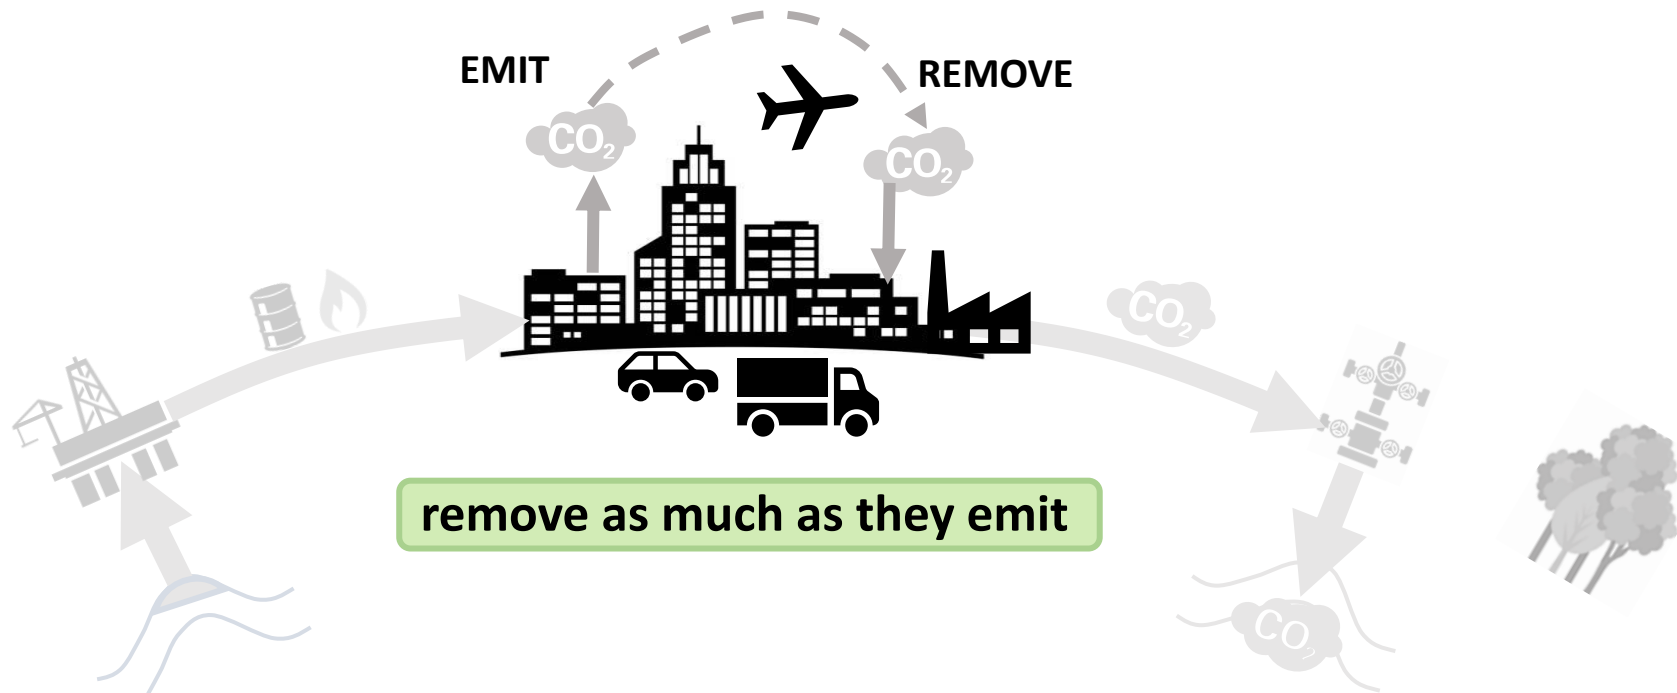 EMIT
REMOVE
CO₂
CO₂
CO₂
remove as much as they emit
CO₂